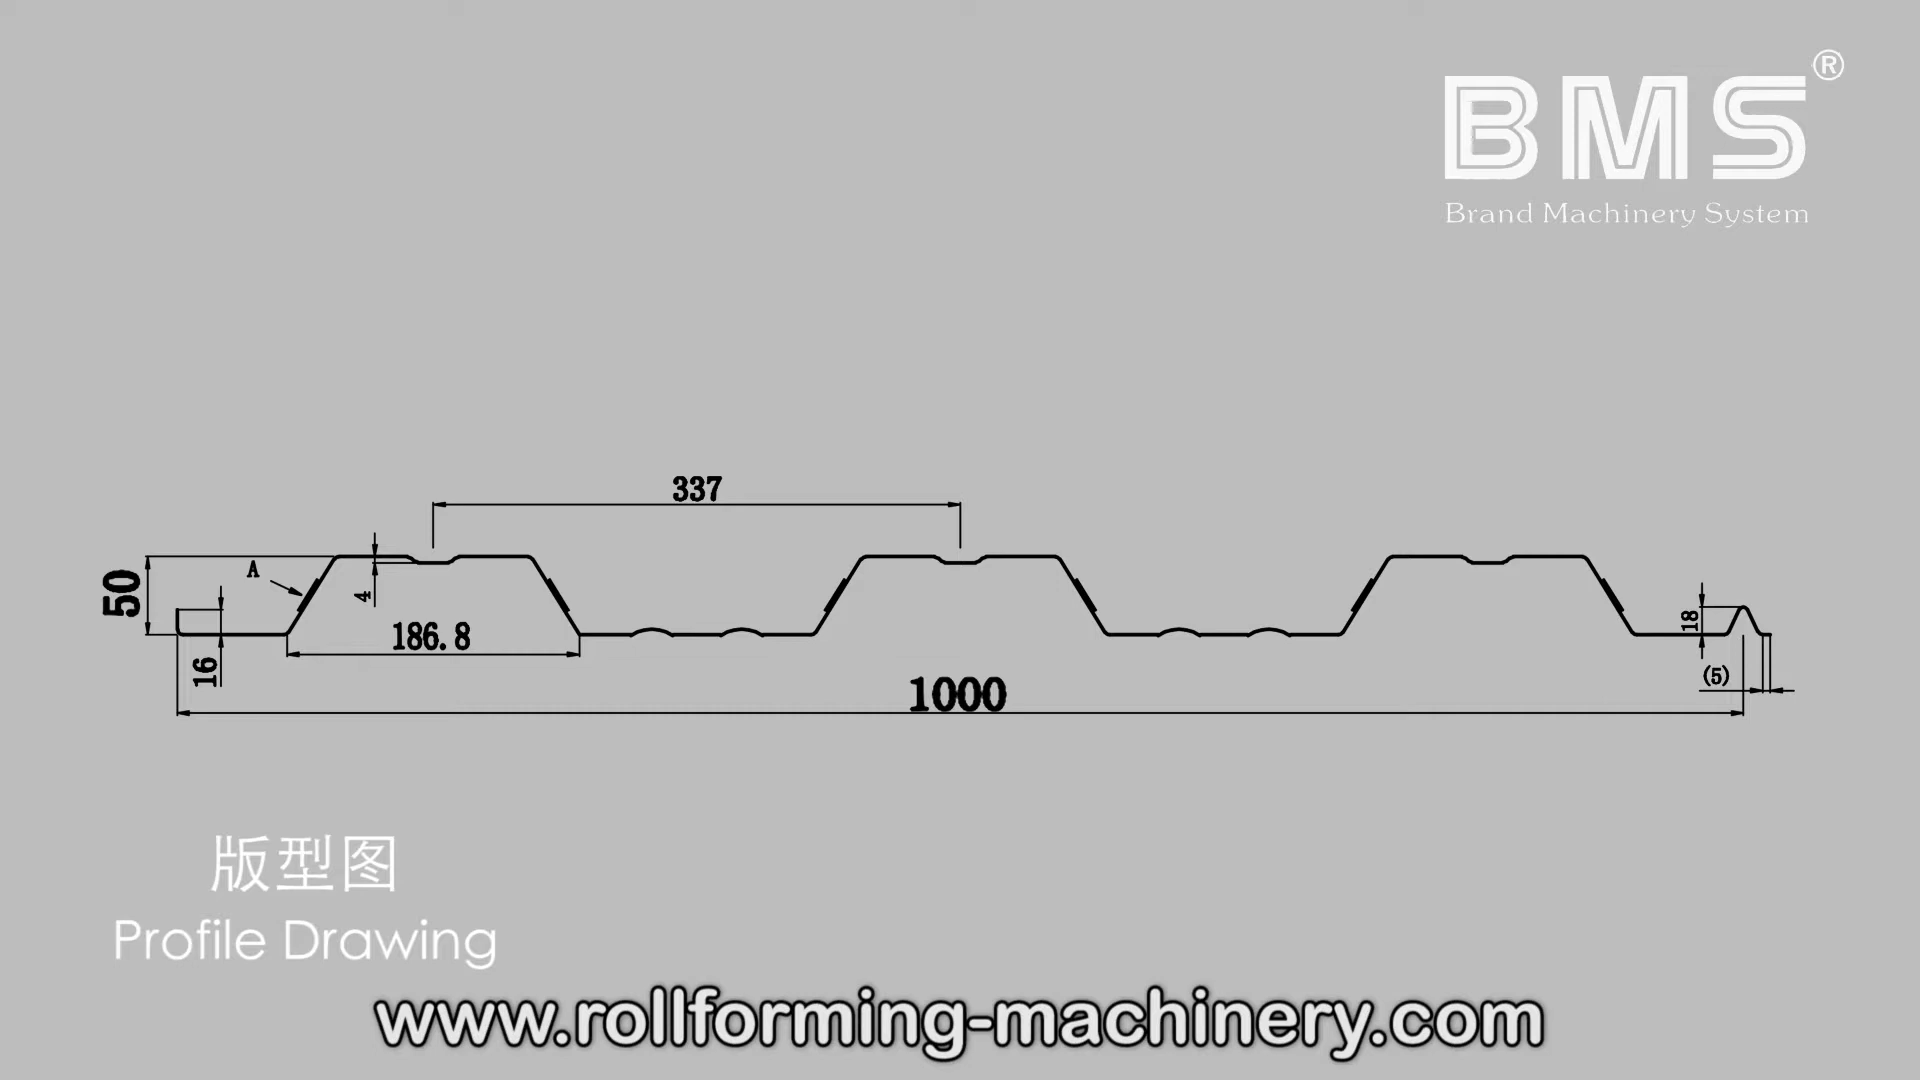 BMS®
Brand Machinery System
337
50
A
4
186.8
16
18
(5)
1000
版型图
Profile Drawing
www.rollforming-machinery.com